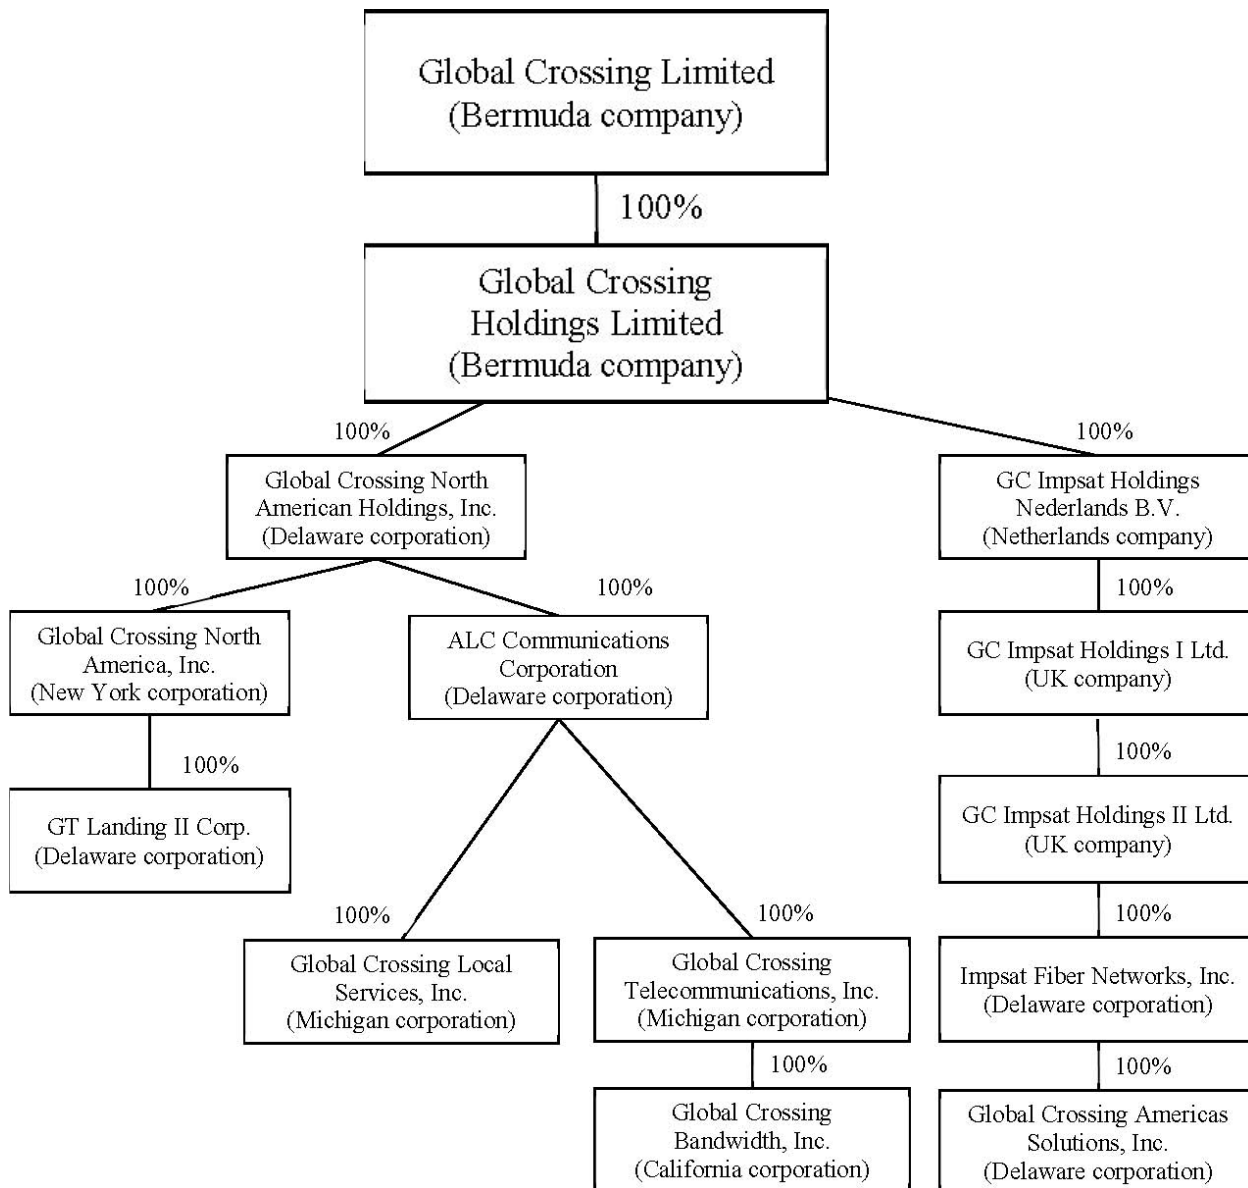 Global Crossing Limited
(Bermuda company)
100%
Global Crossing
Holdings Limited
(Bermuda company)
100%
100%
Global Crossing North
American Holdings, Inc.
(Delaware corporation)
GC Impsat Holdings
Nederlands B.V.
(Netherlands company)
100%
100%
100%
Global Crossing North
America, Inc.
(New York corporation)
ALC Communications
Corporation
(Delaware corporation)
GC Impsat Holdings I Ltd.
(UK company)
100%
100%
GT Landing II Corp.
(Delaware corporation)
GC Impsat Holdings II Ltd.
(UK company)
100%
100%
100%
Global Crossing Local
Services, Inc.
(Michigan corporation)
Global Crossing
Telecommunications, Inc.
(Michigan corporation)
Impsat Fiber Networks, Inc.
(Delaware corporation)
100%
100%
Global Crossing
Bandwidth, Inc.
(California corporation)
Global Crossing Americas
Solutions, Inc.
(Delaware corporation)